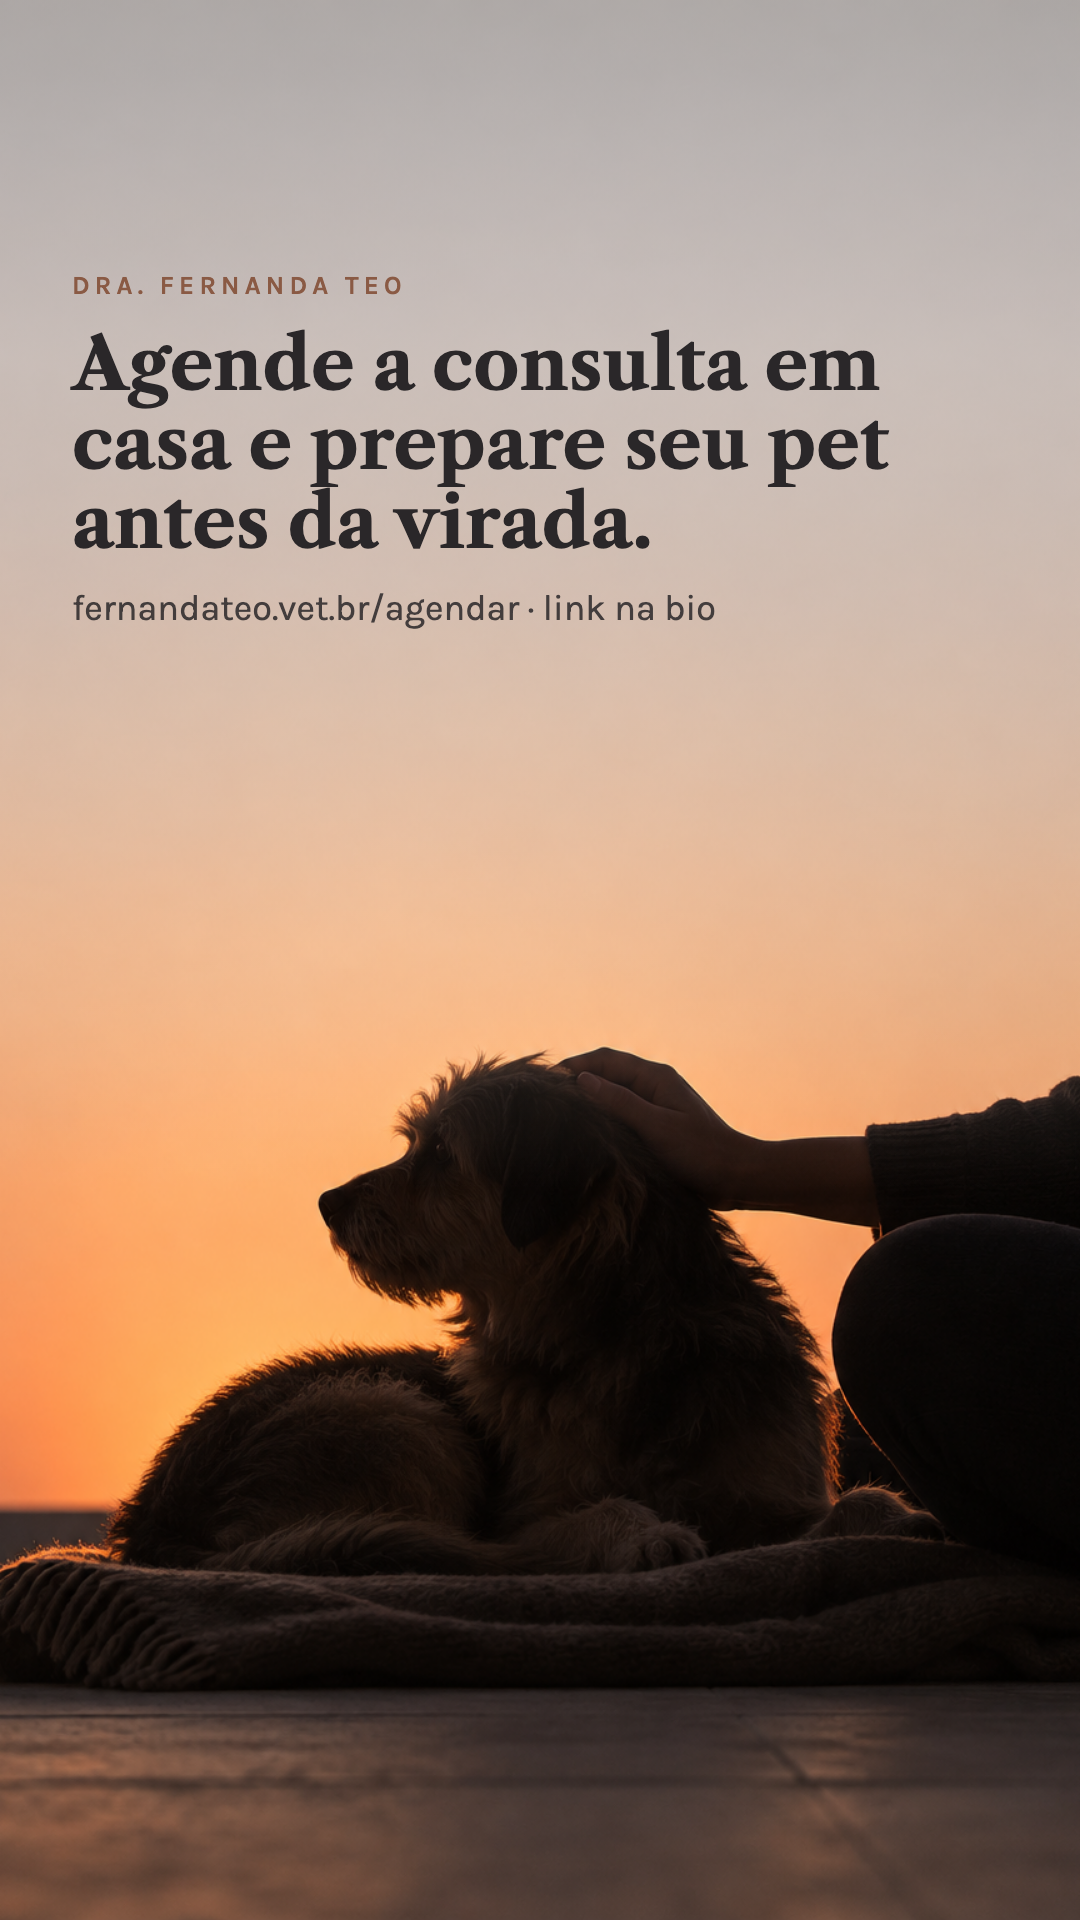 DRA. FERNANDA TEO
Agende a consulta em
casa e prepare seu pet
antes da virada.
fernandateo.vet.br/agendar · link na bio